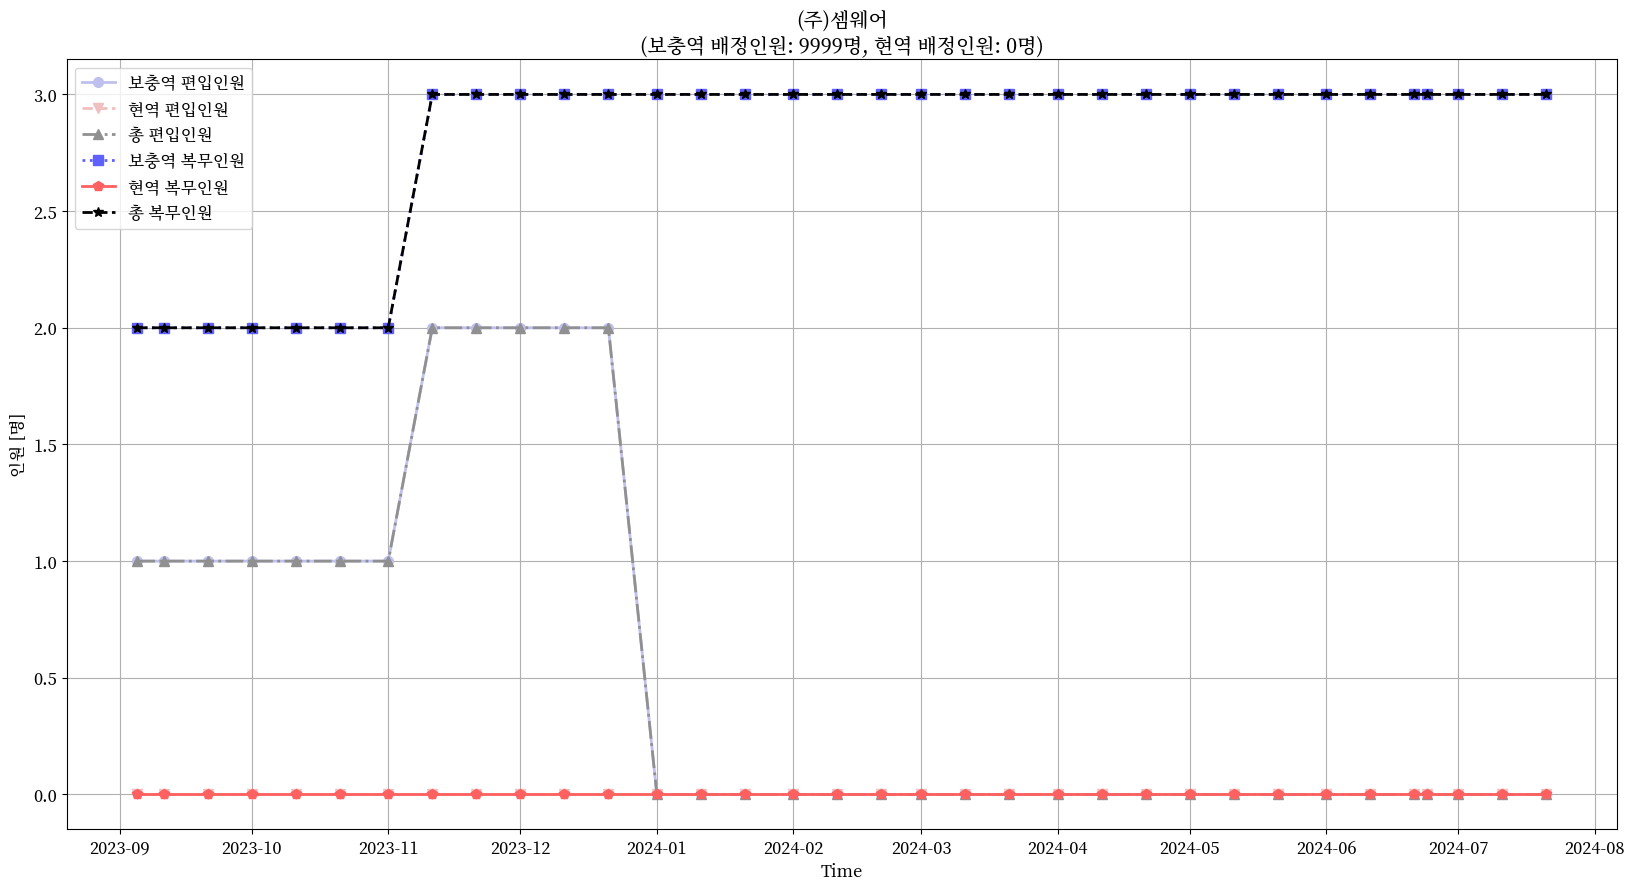 (주)셈웨어
(보충역 배정인원: 9999명, 현역 배정인원: 0명)
보충역 편입인원
현역 편입인원
총 편입인원
보충역 복무인원
현역 복무인원
총 복무인원
3.0
2.5
2.0
1.5
1.0
0.5
0.0
인원 [명]
2023-09 2023-10 2023-11 2023-12 2024-01 2024-02 2024-03 2024-04 2024-05 2024-06 2024-07 2024-08
Time